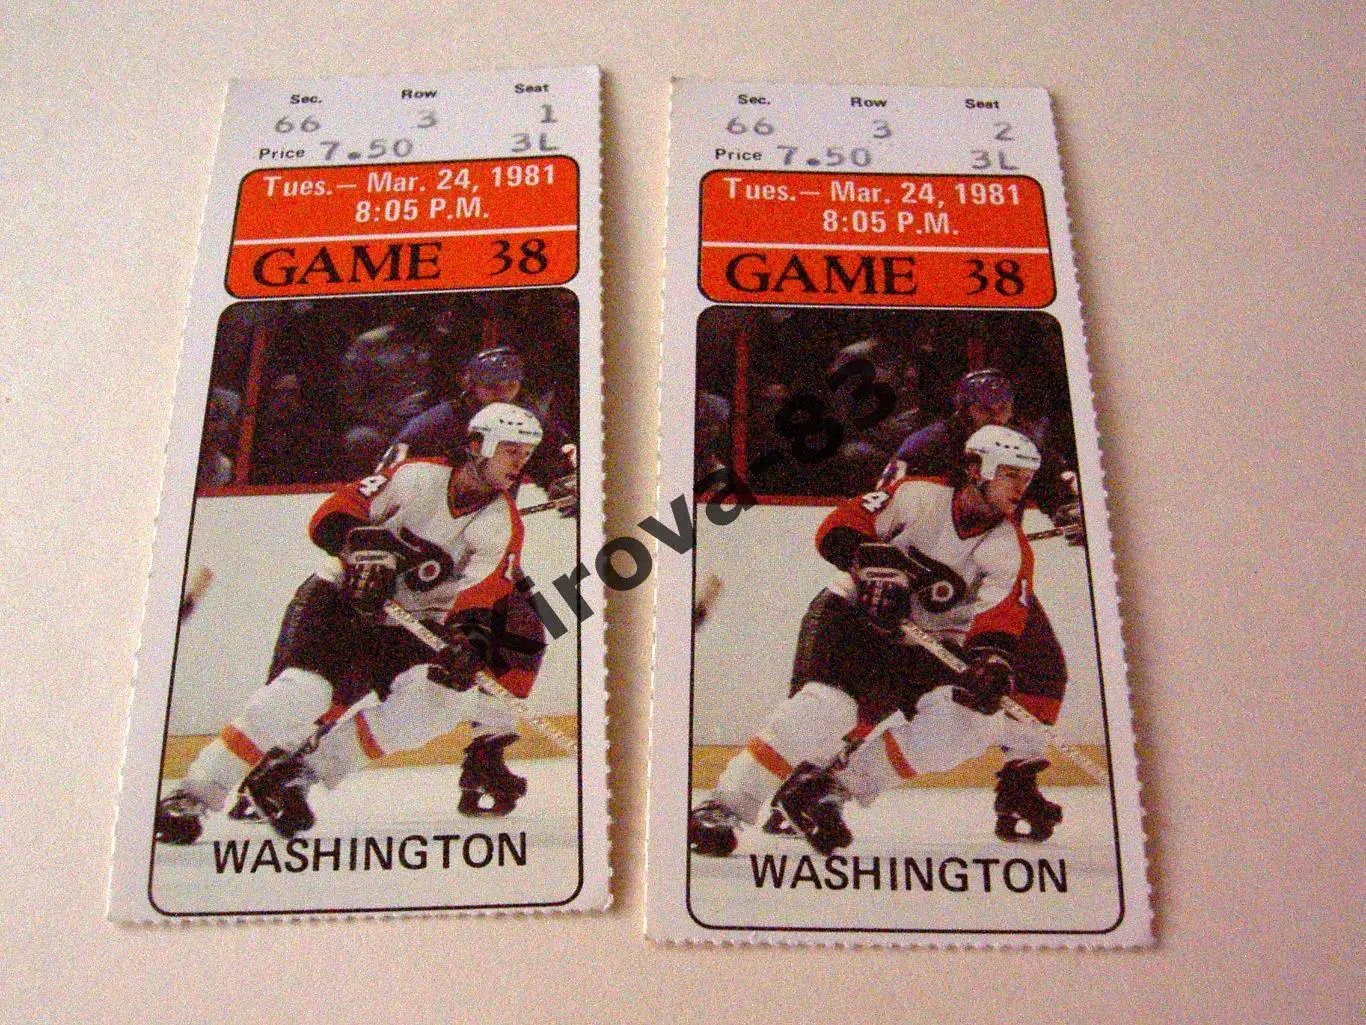 Sec. Row Seat
66 3 1
Price 7.50 3L
Tues.— Mar. 24, 1981
8:05 P.M.
GAME 38
4
WASHINGTON
Sec. Row Seat
66 3 2
Price 7.50 3L
Tues.— Mar. 24, 1981
8:05 P.M.
GAME 38
4
WASHINGTON
kirova-83